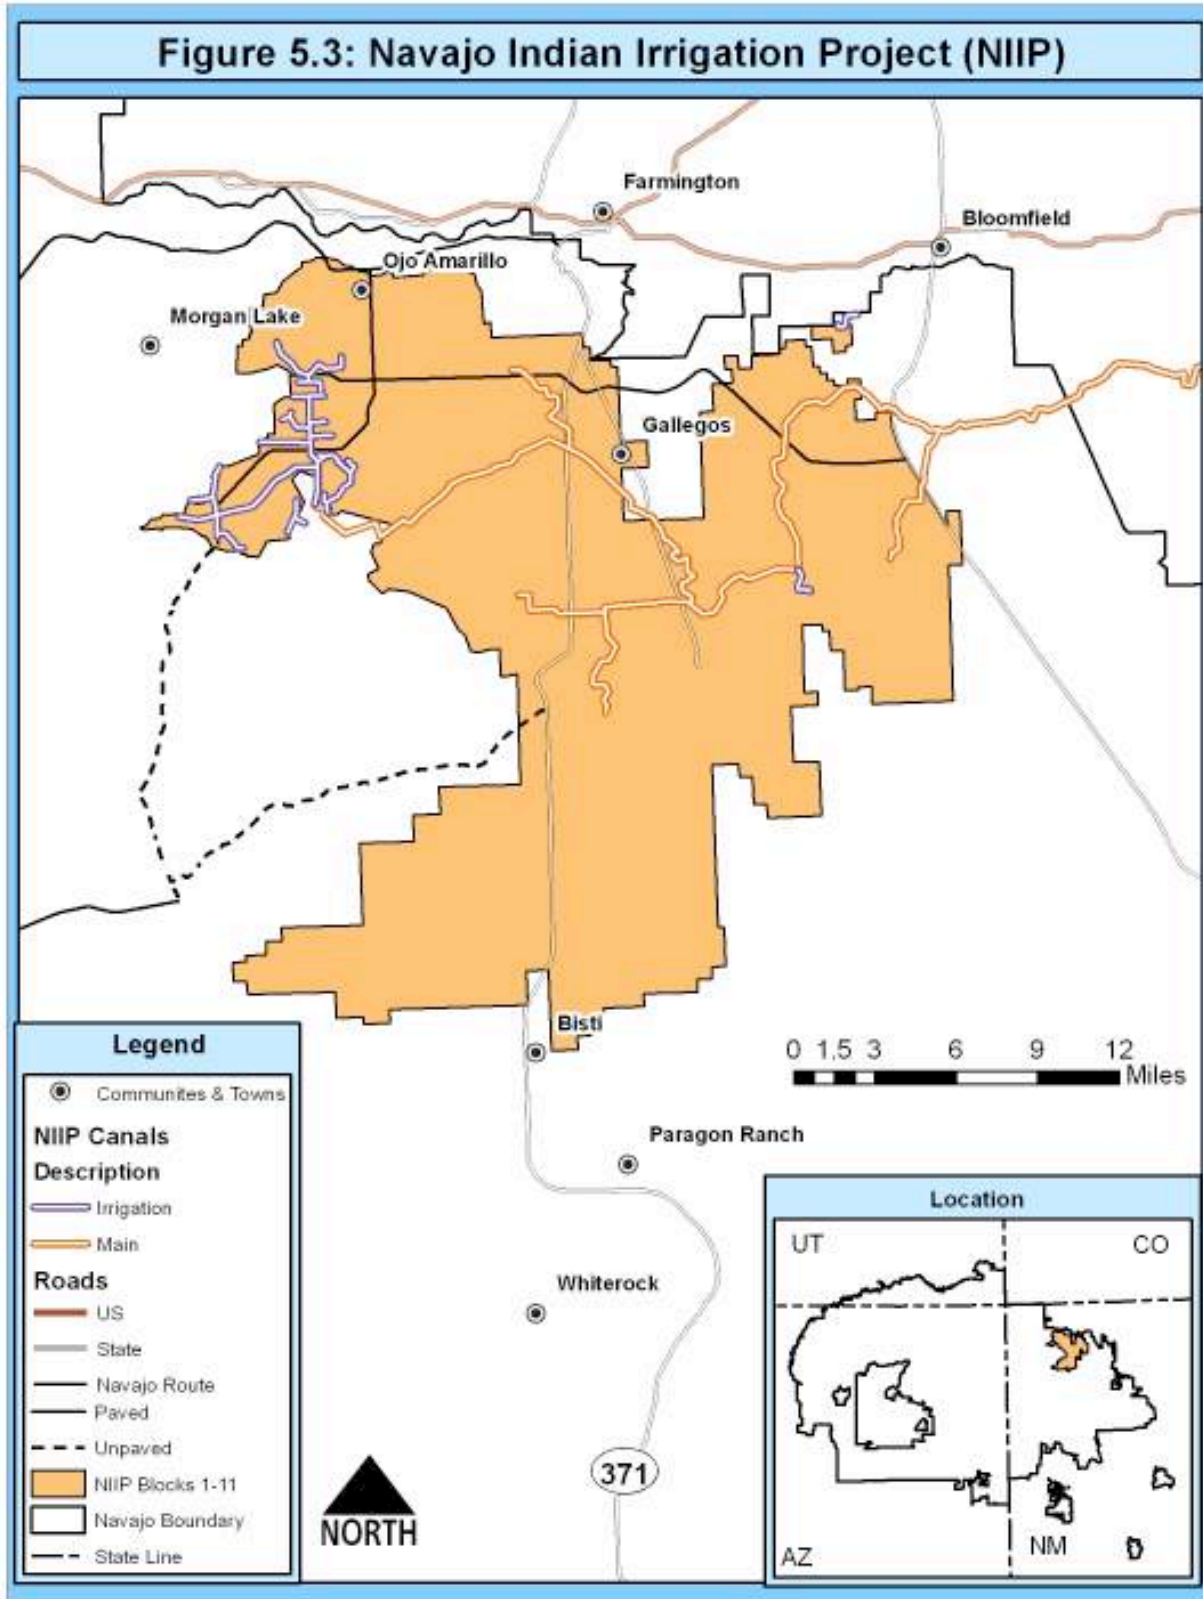 Figure 5.3: Navajo Indian Irrigation Project (NIIP)
Farmington
Bloomfield
Ojo Amarillo
Morgan Lake
Gallegos
Bisti
0 1.5 3 6 9 12
Miles
Paragon Ranch
Whiterock
371
NORTH
Legend
Communites & Towns
NIIP Canals
Description
Irrigation
Main
Roads
US
State
Navajo Route
Paved
Unpaved
NIIP Blocks 1-11
Navajo Boundary
State Line
Location
UT
CO
AZ
NM